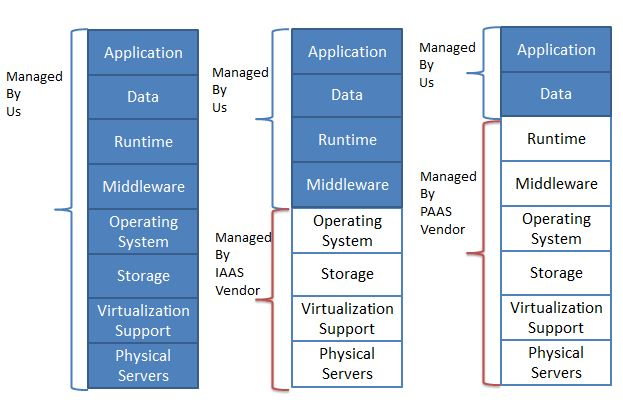 Managed
By
Us
Application
Data
Runtime
Middleware
Operating
System
Storage
Virtualization
Support
Physical
Servers
Managed
By
Us
Managed
By
IAAS
Vendor
Application
Data
Runtime
Middleware
Operating
System
Storage
Virtualization
Support
Physical
Servers
Managed
By
Us
Managed
By
PAAS
Vendor
Application
Data
Runtime
Middleware
Operating
System
Storage
Virtualization
Support
Physical
Servers